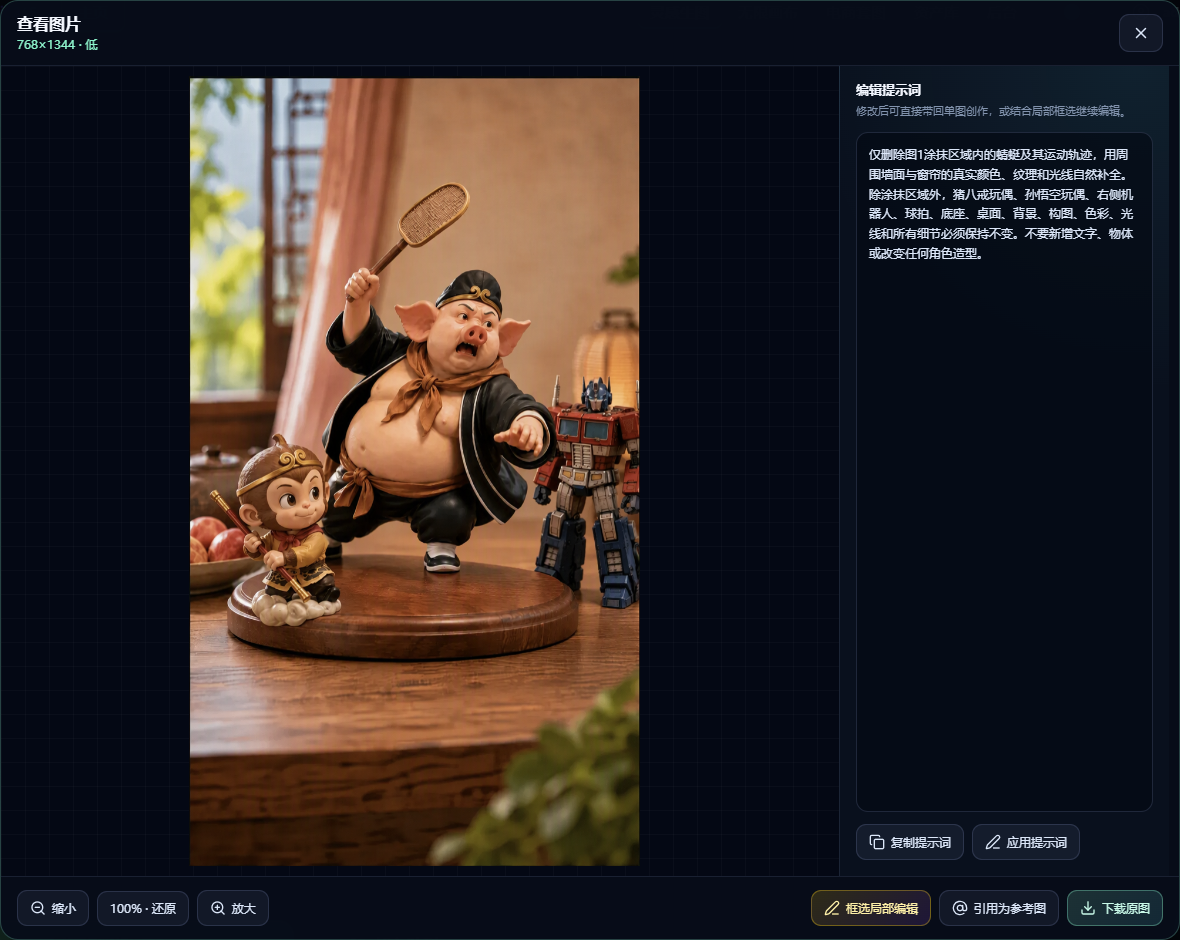 查看图片
768×1344 · 低
编辑提示词
修改后可直接带回单图创作，或结合局部框选继续编辑。
仅删除图1涂抹区域内的蜻蜓及其运动轨迹，用周
围墙面与窗帘的真实颜色、纹理和光线自然补全。
除涂抹区域外，猪八戒玩偶、孙悟空玩偶、右侧机
器人、球拍、底座、桌面、背景、构图、色彩、光
线和所有细节必须保持不变。不要新增文字、物体
或改变任何角色造型。
复制提示词
应用提示词
缩小
100% · 还原
放大
框选局部编辑
引用为参考图
下载原图